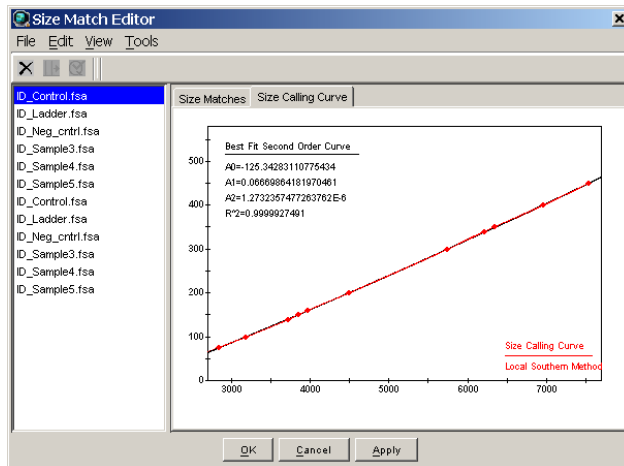 Size Match Editor
File Edit View Tools
ID_Control.fsa
ID_Ladder.fsa
ID_Neg_cntrl.fsa
ID_Sample3.fsa
ID_Sample4.fsa
ID_Sample5.fsa
ID_Control.fsa
ID_Ladder.fsa
ID_Neg_cntrl.fsa
ID_Sample3.fsa
ID_Sample4.fsa
ID_Sample5.fsa
Size Matches Size Calling Curve
Best Fit Second Order Curve
A0=-125.34283110775434
A1=0.06669864181970461
A2=1.2732357477263762E-6
R^2=0.9999927491
500
400
300
200
100
0
3000 4000 5000 6000 7000
Size Calling Curve
Local Southern Method
OK Cancel Apply